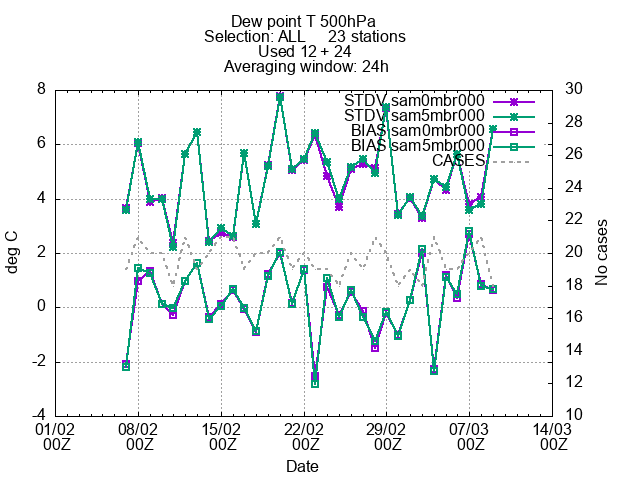 Dew point T 500hPa
Selection: ALL 23 stations
Used 12 + 24
Averaging window: 24h
STDV sam0mbr000
STDV sam5mbr000
BIAS sam0mbr000
BIAS sam5mbr000
CASES
8
6
4
2
0
-2
-4
deg C
30
28
26
24
22
20
18
16
14
12
10
No cases
01/02 08/02 15/02 22/02 29/02 07/03 14/03
00Z 00Z 00Z 00Z 00Z 00Z 00Z
Date